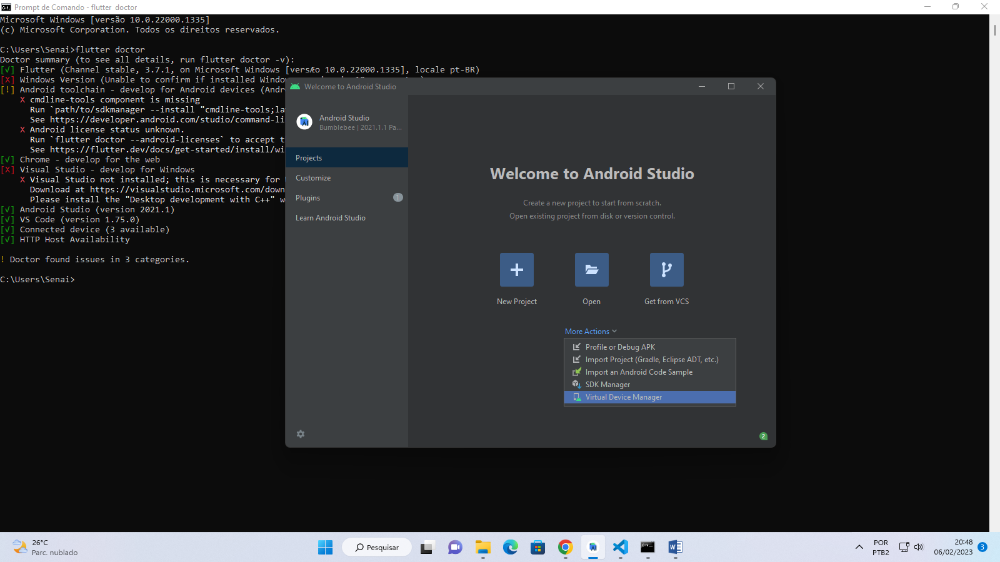 Prompt de Comando - flutter  doctor
Microsoft Windows [versão 10.0.22000.1335]
(c) Microsoft Corporation. Todos os direitos reservados.
C:\Users\Senai>flutter doctor
Doctor summary (to see all details, run flutter doctor -v):
[√] Flutter (Channel stable, 3.7.1, on Microsoft Windows [versÆo 10.0.22000.1335], locale pt-BR)
[X] Windows Version (Unable to confirm if installed
[!] Android toolchain - develop for Android devices
X cmdline-tools component is missing
Run `path/to/sdkmanager --install "cmdline-tools;la
See https://developer.android.com/studio/command-li
X Android license status unknown.
Run `flutter doctor --android-licenses` to accept t
See https://flutter.dev/docs/get-started/install/wi
[√] Chrome - develop for the web
[X] Visual Studio - develop for Windows
X Visual Studio not installed; this is necessary for
Download at https://visualstudio.microsoft.com/down
Please install the "Desktop development with C++" w
[√] Android Studio (version 2021.1)
[√] VS Code (version 1.75.0)
[√] Connected device (3 available)
[√] HTTP Host Availability
! Doctor found issues in 3 categories.
C:\Users\Senai>
Welcome to Android Studio
Android Studio
Bumblebee | 2021.1.1 Pa...
Projects
Customize
Plugins
1
Learn Android Studio
Welcome to Android Studio
Create a new project to start from scratch.
Open existing project from disk or version control.
New Project
Open
Get from VCS
More Actions
Profile or Debug APK
Import Project (Gradle, Eclipse ADT, etc.)
Import an Android Code Sample
SDK Manager
Virtual Device Manager
2
26°C
Parc. nublado
Pesquisar
POR
PTB2
20:48
06/02/2023
3